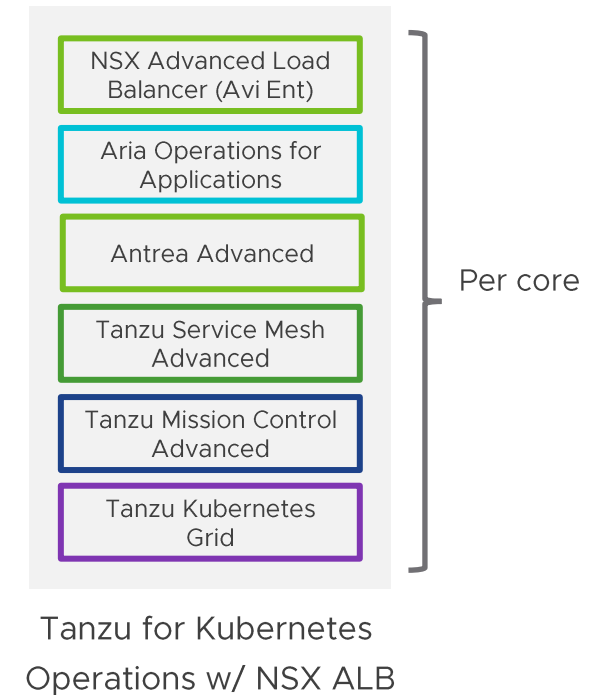 NSX Advanced Load
Balancer (Avi Ent)
Aria Operations for
Applications
Antrea Advanced
Tanzu Service Mesh
Advanced
Tanzu Mission Control
Advanced
Tanzu Kubernetes
Grid
Per core
Tanzu for Kubernetes
Operations w/ NSX ALB